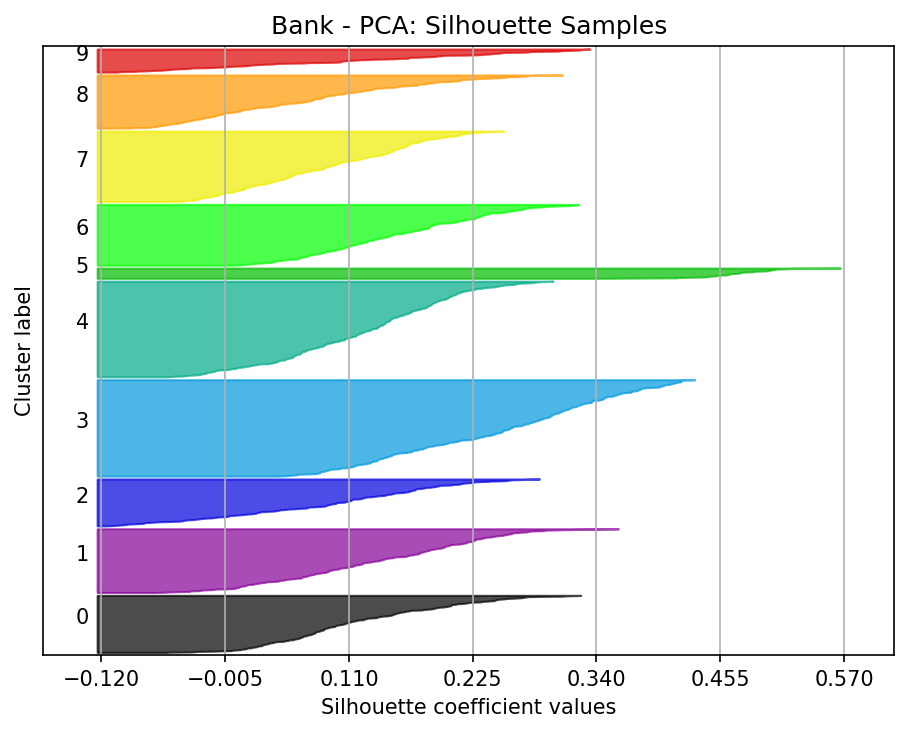 Bank - PCA: Silhouette Samples
9
8
7
6
5
4
3
2
1
0
Cluster label
−0.120 −0.005 0.110 0.225 0.340 0.455 0.570
Silhouette coefficient values